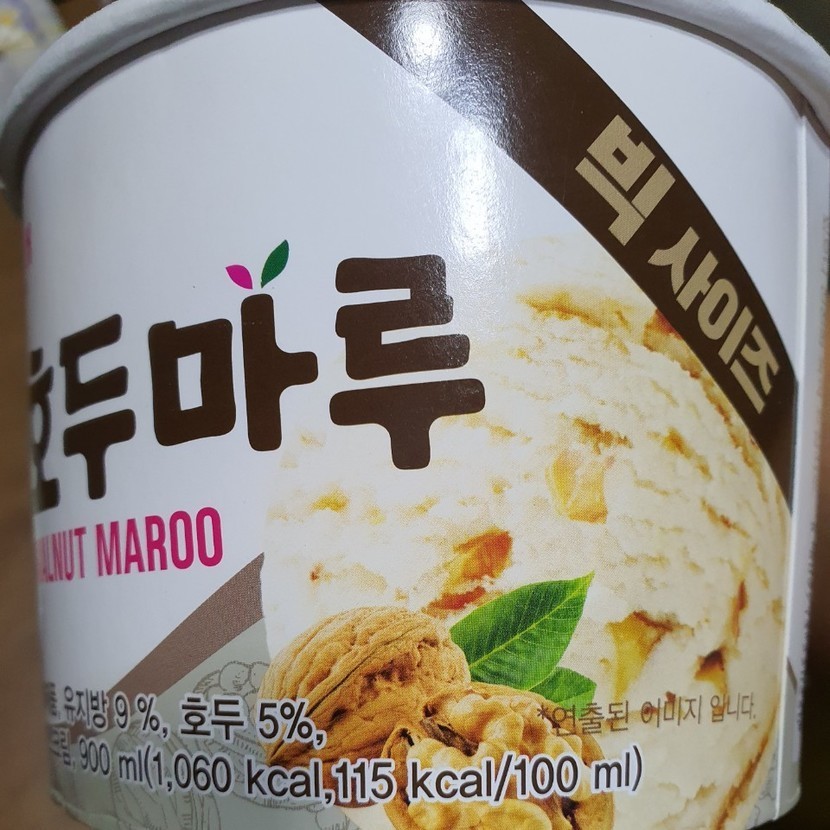 빅 사이즈
호두마루
WALNUT MAROO
유지방 9 %, 호두 5%,
900 ml(1,060 kcal,115 kcal/100 ml)
*연출된 이미지 입니다.